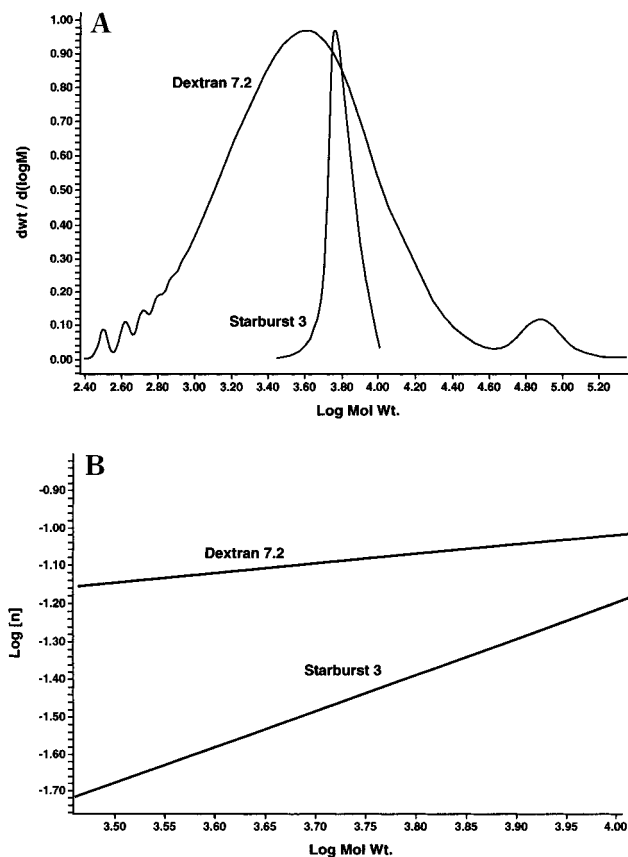 A
1.00
0.90
0.80
0.70
0.60
0.50
0.40
0.30
0.20
0.10
0.00
dwt / d(logM)
Dextran 7.2
Starburst 3
2.40 2.60 2.80 3.00 3.20 3.40 3.60 3.80 4.00 4.20 4.40 4.60 4.80 5.00 5.20
Log Mol Wt.
B
-0.90
-1.00
-1.10
-1.20
-1.30
-1.40
-1.50
-1.60
-1.70
Log [n]
Dextran 7.2
Starburst 3
3.50 3.55 3.60 3.65 3.70 3.75 3.80 3.85 3.90 3.95 4.00
Log Mol Wt.